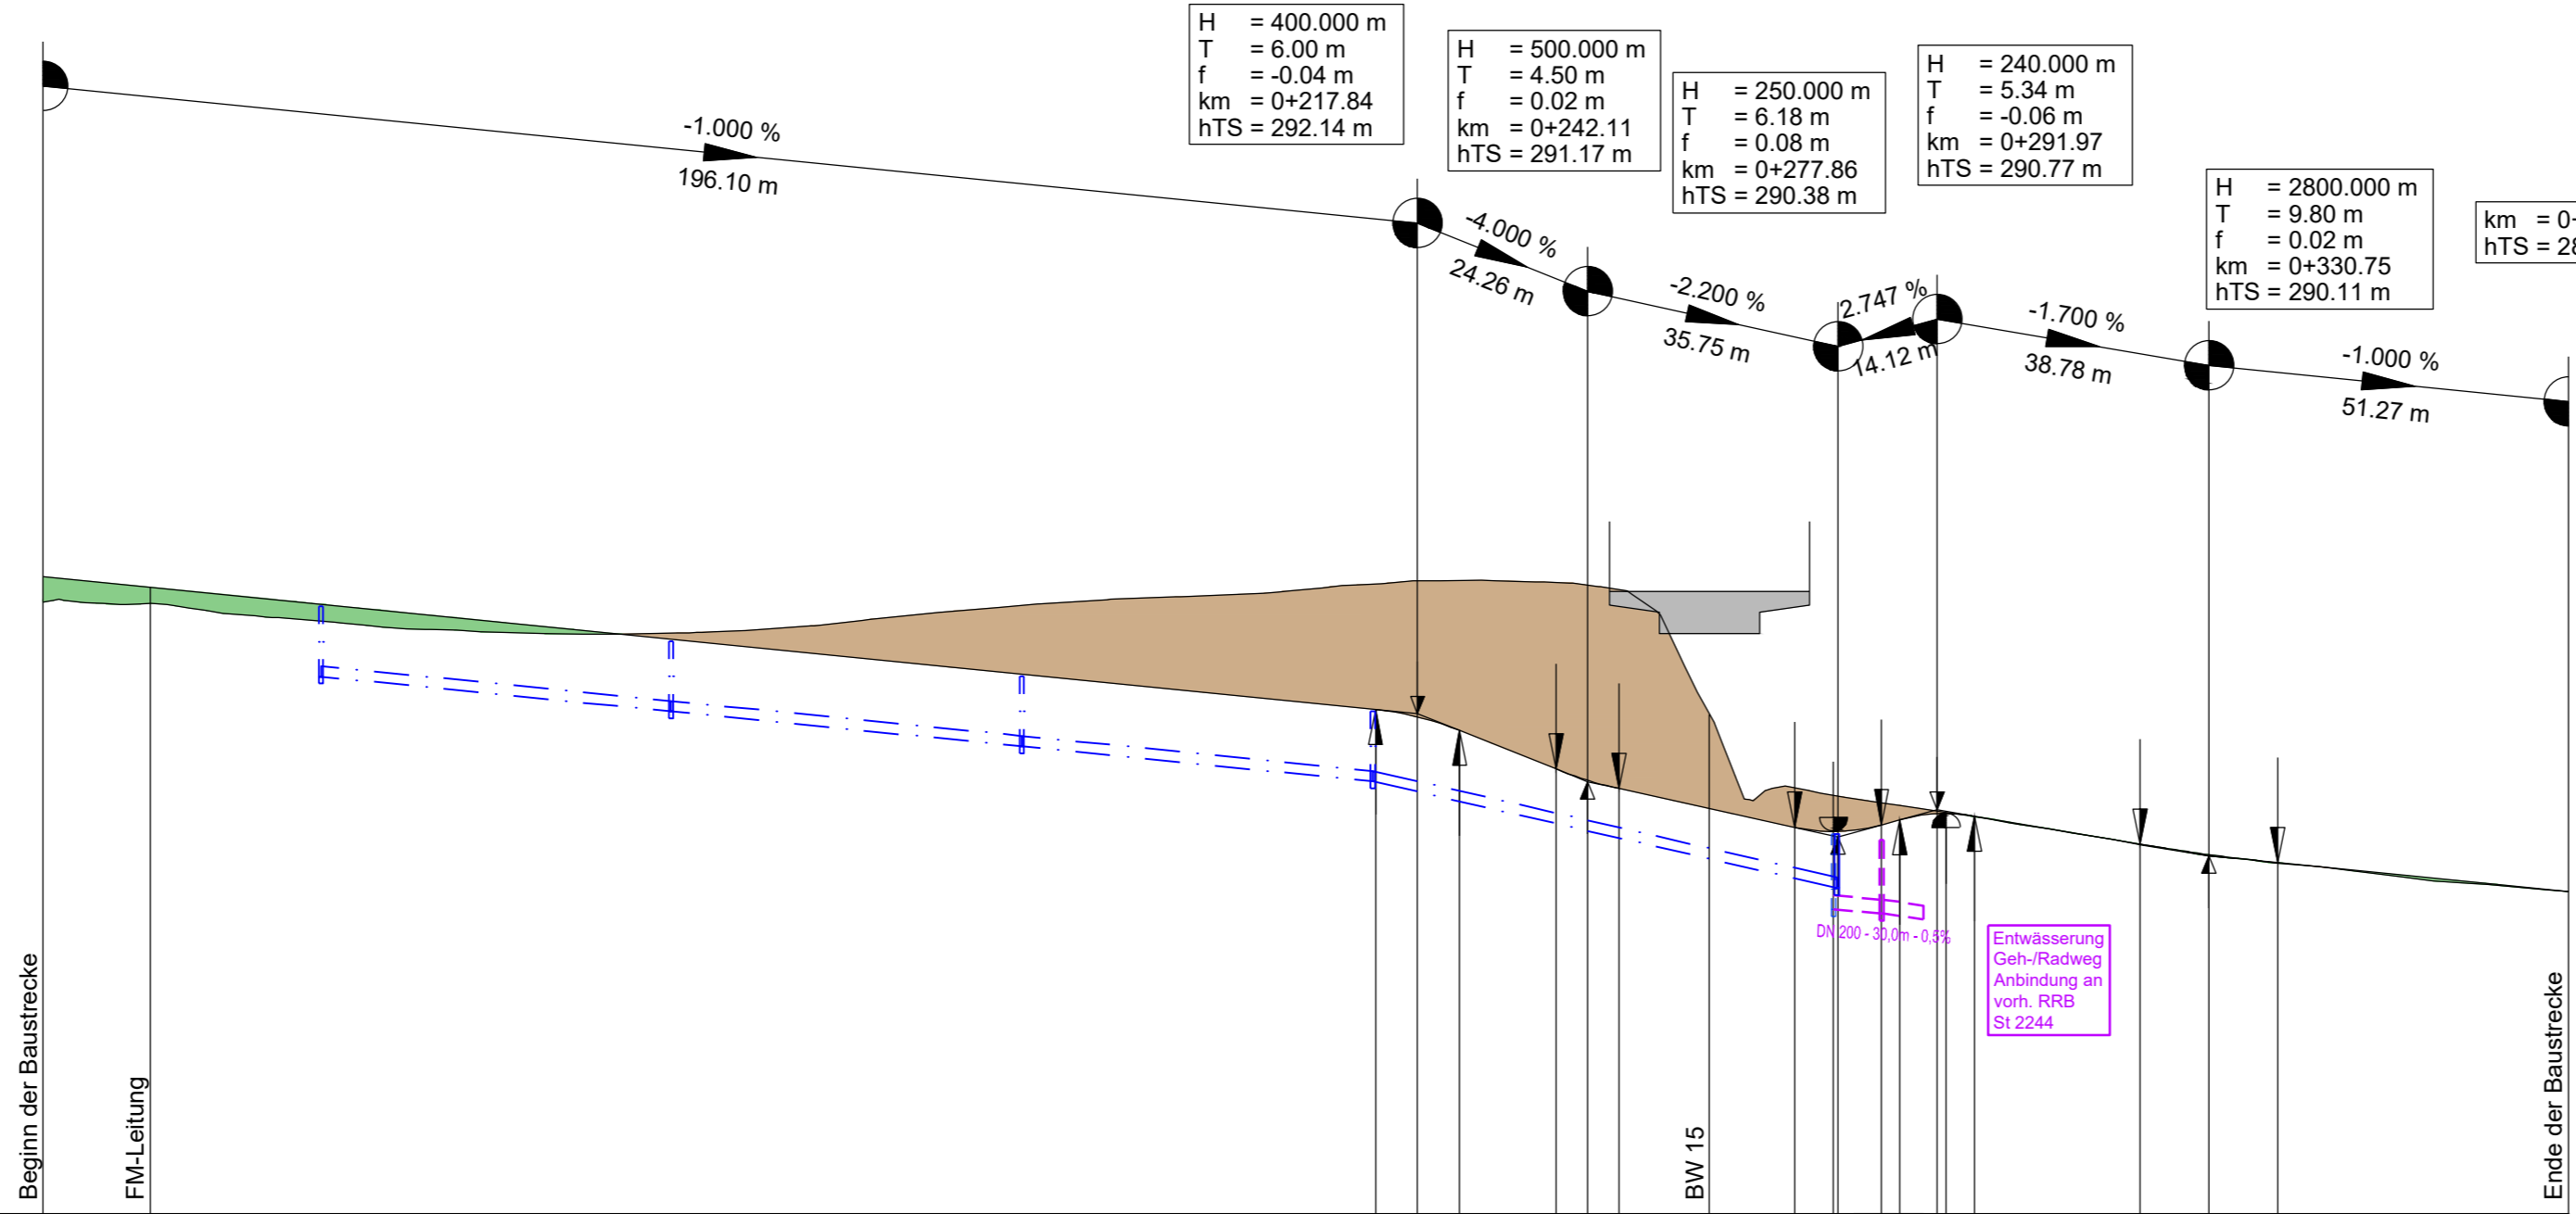 H = 400.000 m
T = 6.00 m
f = -0.04 m
km = 0+217.84
hTS = 292.14 m
H = 500.000 m
T = 4.50 m
f = 0.02 m
km = 0+242.11
hTS = 291.17 m
H = 250.000 m
T = 6.18 m
f = 0.08 m
km = 0+277.86
hTS = 290.38 m
H = 240.000 m
T = 5.34 m
f = -0.06 m
km = 0+291.97
hTS = 290.77 m
H = 2800.000 m
T = 9.80 m
f = 0.02 m
km = 0+330.75
hTS = 290.11 m
km = 0+
hTS = 28
-1.000 %
196.10 m
-4.000 %
24.26 m
-2.200 %
35.75 m
2.747 %
14.12 m
-1.700 %
38.78 m
-1.000 %
51.27 m
DN 200 - 30,0m - 0,5%
Entwässerung
Geh-/Radweg
Anbindung an
vorh. RRB
St 2244
Beginn der Baustrecke
FM-Leitung
BW 15
Ende der Baustrecke